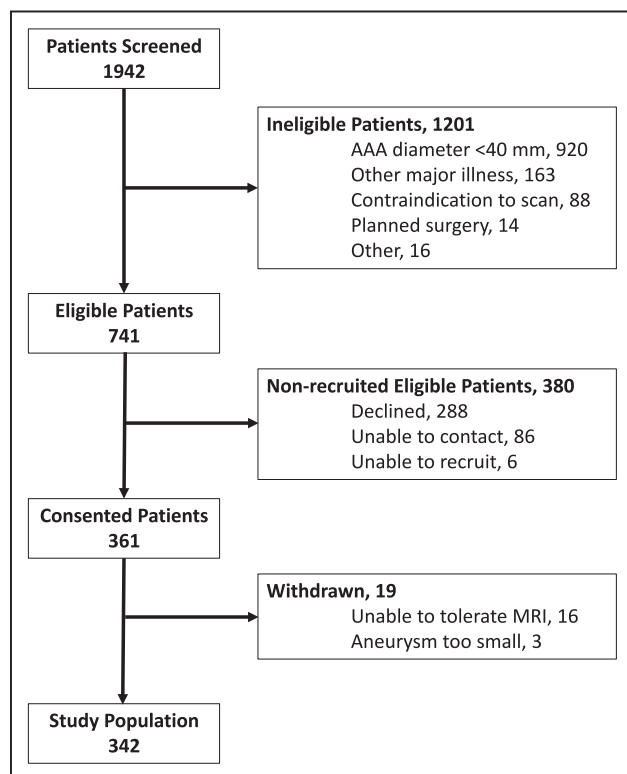 Patients Screened
1942
Ineligible Patients, 1201
AAA diameter <40 mm, 920
Other major illness, 163
Contraindication to scan, 88
Planned surgery, 14
Other, 16
Eligible Patients
741
Non-recruited Eligible Patients, 380
Declined, 288
Unable to contact, 86
Unable to recruit, 6
Consented Patients
361
Withdrawn, 19
Unable to tolerate MRI, 16
Aneurysm too small, 3
Study Population
342